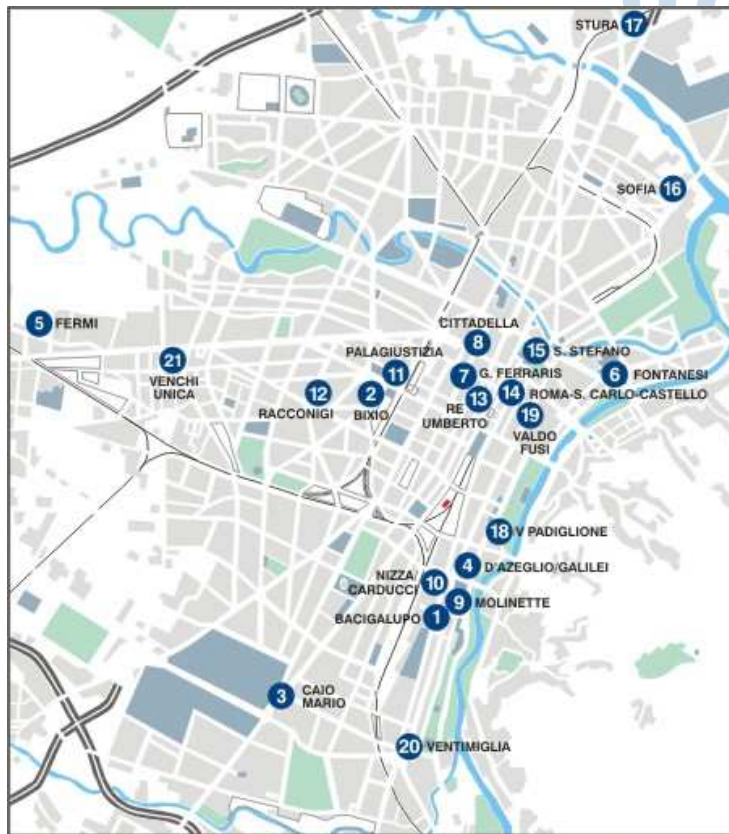 STURA 17
SOFIA 16
5 FERMI
CITTADELLA
8
15 S. STEFANO
21
VENCHI
UNICA
PALAGIUSTIZIA
11
7 G. FERRARIS
6 FONTANESI
12
RACCONIGI
2
BIXIO
13
RE
UMBERTO
14 ROMA-S. CARLO-CASTELLO
19
VALDO
FUSI
18 V PADIGLIONE
4 D'AZEGLIO/GALILEI
NIZZA/
CARDUCCI 10
9 MOLINETTE
BACIGALUPO 1
3 CAIO
MARIO
20 VENTIMIGLIA